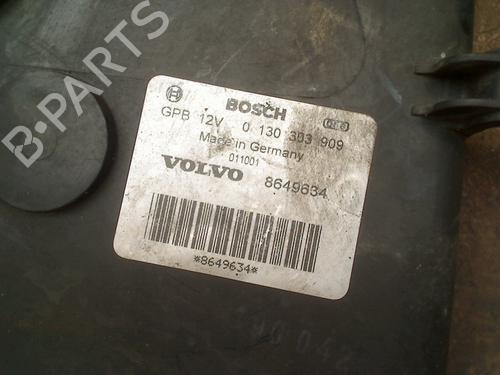 B-PARTS
BOSCH
GPB 12V 0 130 303 909
Made in Germany
011001
VOLVO 8649634
*8649634*